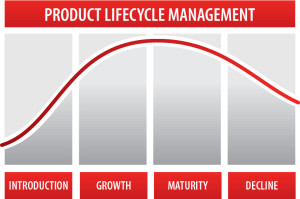 PRODUCT LIFECYCLE MANAGEMENT
INTRODUCTION GROWTH MATURITY DECLINE